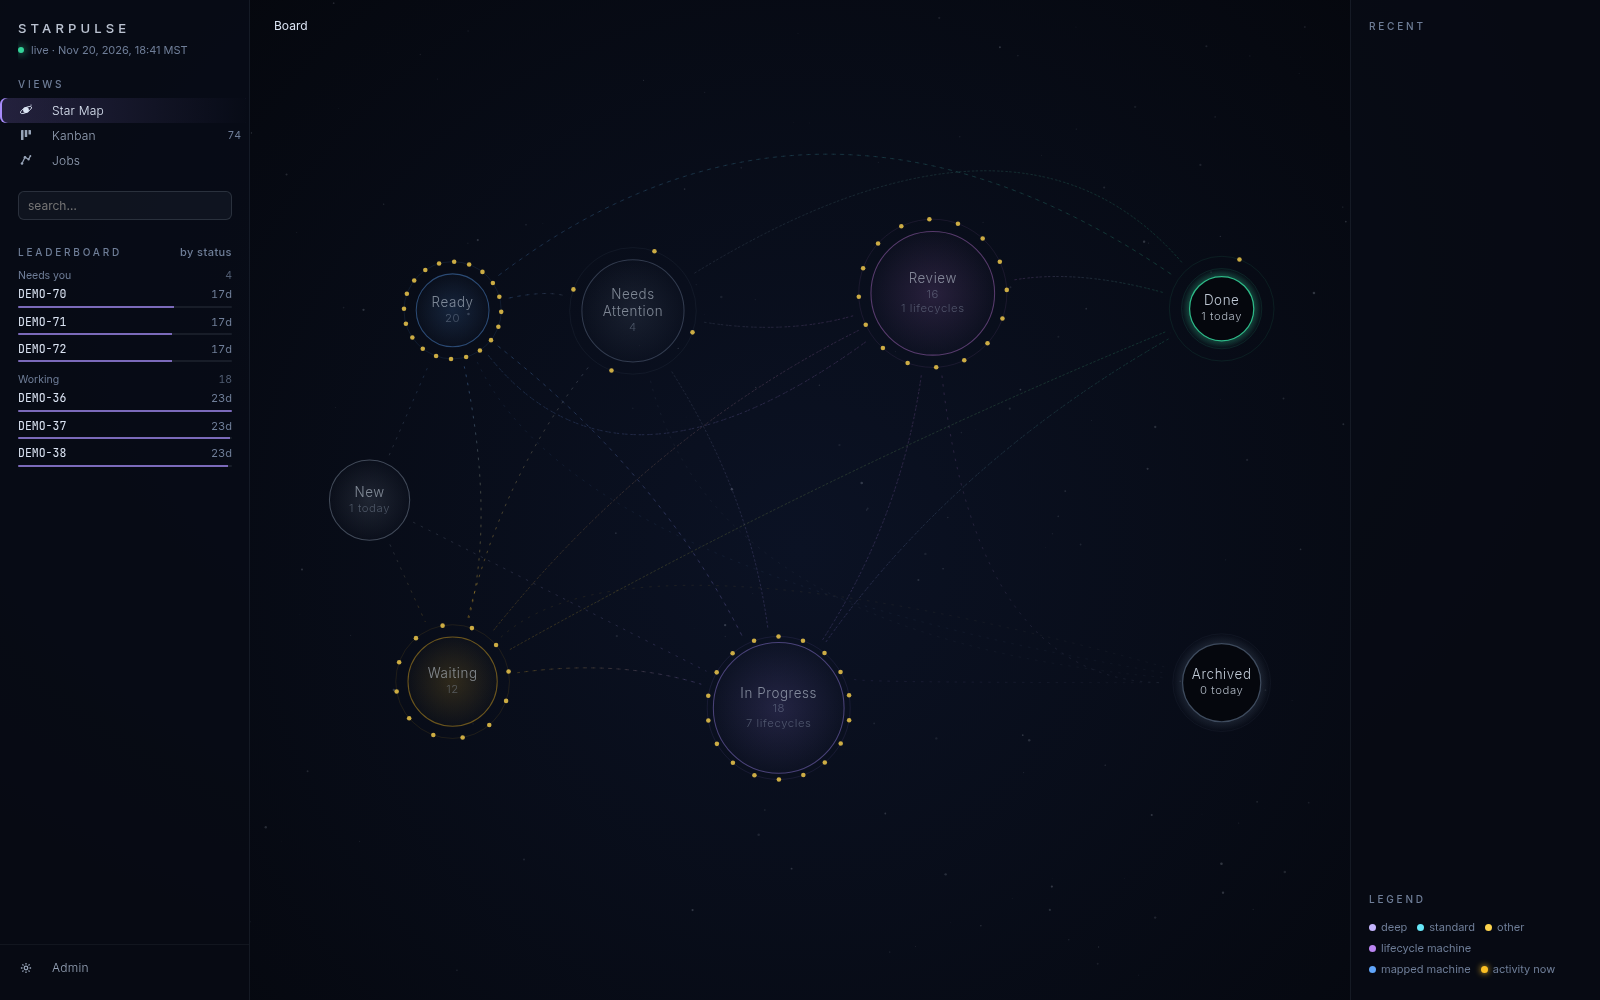 STARPULSE
live · Nov 20, 2026, 18:41 MST
VIEWS
Star Map
Kanban 74
Jobs
search...
LEADERBOARD by status
Needs you 4
DEMO-70 17d
DEMO-71 17d
DEMO-72 17d
Working 18
DEMO-36 23d
DEMO-37 23d
DEMO-38 23d
Admin
Board
Ready
20
Needs
Attention
4
Review
16
1 lifecycles
Done
1 today
New
1 today
Waiting
12
In Progress
18
7 lifecycles
Archived
0 today
RECENT
LEGEND
deep standard other
lifecycle machine
mapped machine activity now